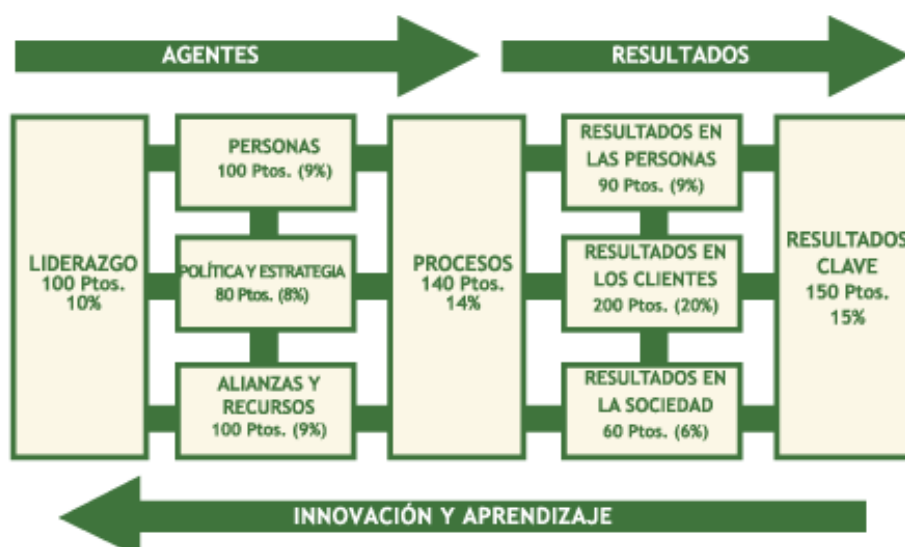 AGENTES
RESULTADOS
LIDERAZGO
100 Ptos.
10%
PERSONAS
100 Ptos. (9%)
POLÍTICA Y ESTRATEGIA
80 Ptos. (8%)
ALIANZAS Y
RECURSOS
100 Ptos. (9%)
PROCESOS
140 Ptos.
14%
RESULTADOS EN
LAS PERSONAS
90 Ptos. (9%)
RESULTADOS EN
LOS CLIENTES
200 Ptos. (20%)
RESULTADOS EN
LA SOCIEDAD
60 Ptos. (6%)
RESULTADOS
CLAVE
150 Ptos.
15%
INNOVACIÓN Y APRENDIZAJE